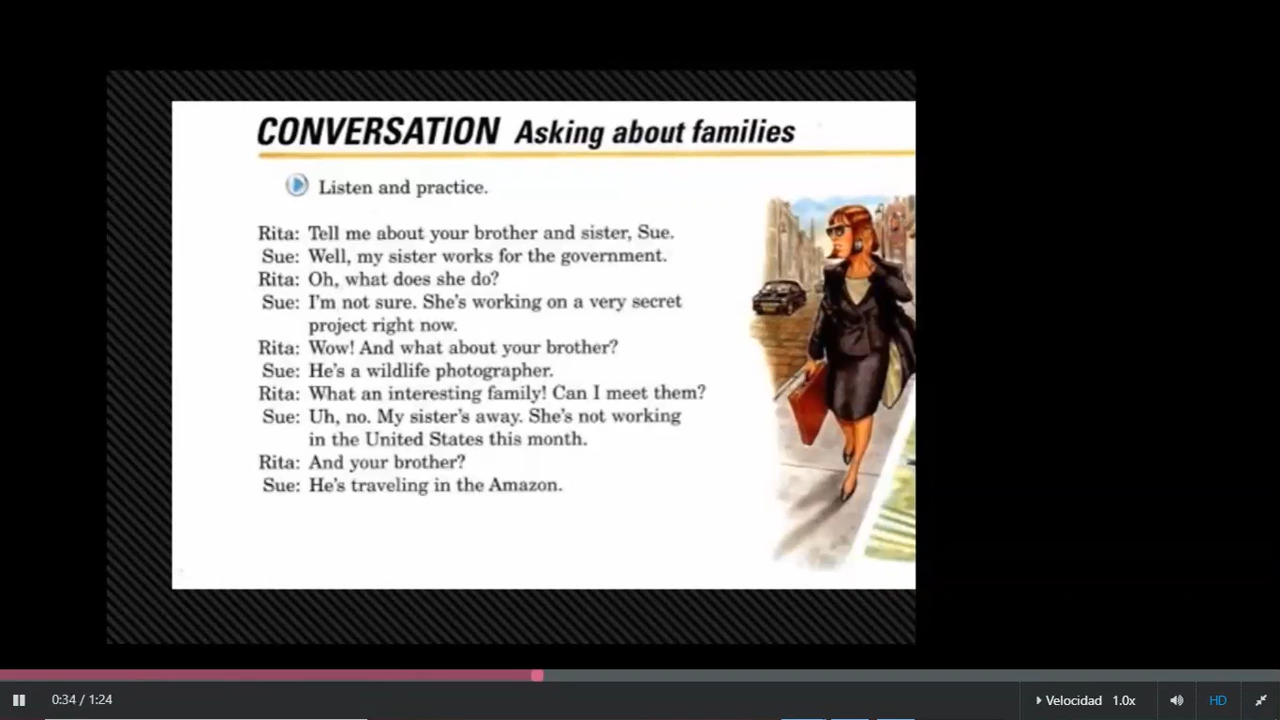 CONVERSATION Asking about families
Listen and practice.
Rita: Tell me about your brother and sister, Sue.
Sue: Well, my sister works for the government.
Rita: Oh, what does she do?
Sue: I'm not sure. She's working on a very secret
project right now.
Rita: Wow! And what about your brother?
Sue: He's a wildlife photographer.
Rita: What an interesting family! Can I meet them?
Sue: Uh, no. My sister's away. She's not working
in the United States this month.
Rita: And your brother?
Sue: He's traveling in the Amazon.
0:34 / 1:24
Velocidad 1.0x
HD